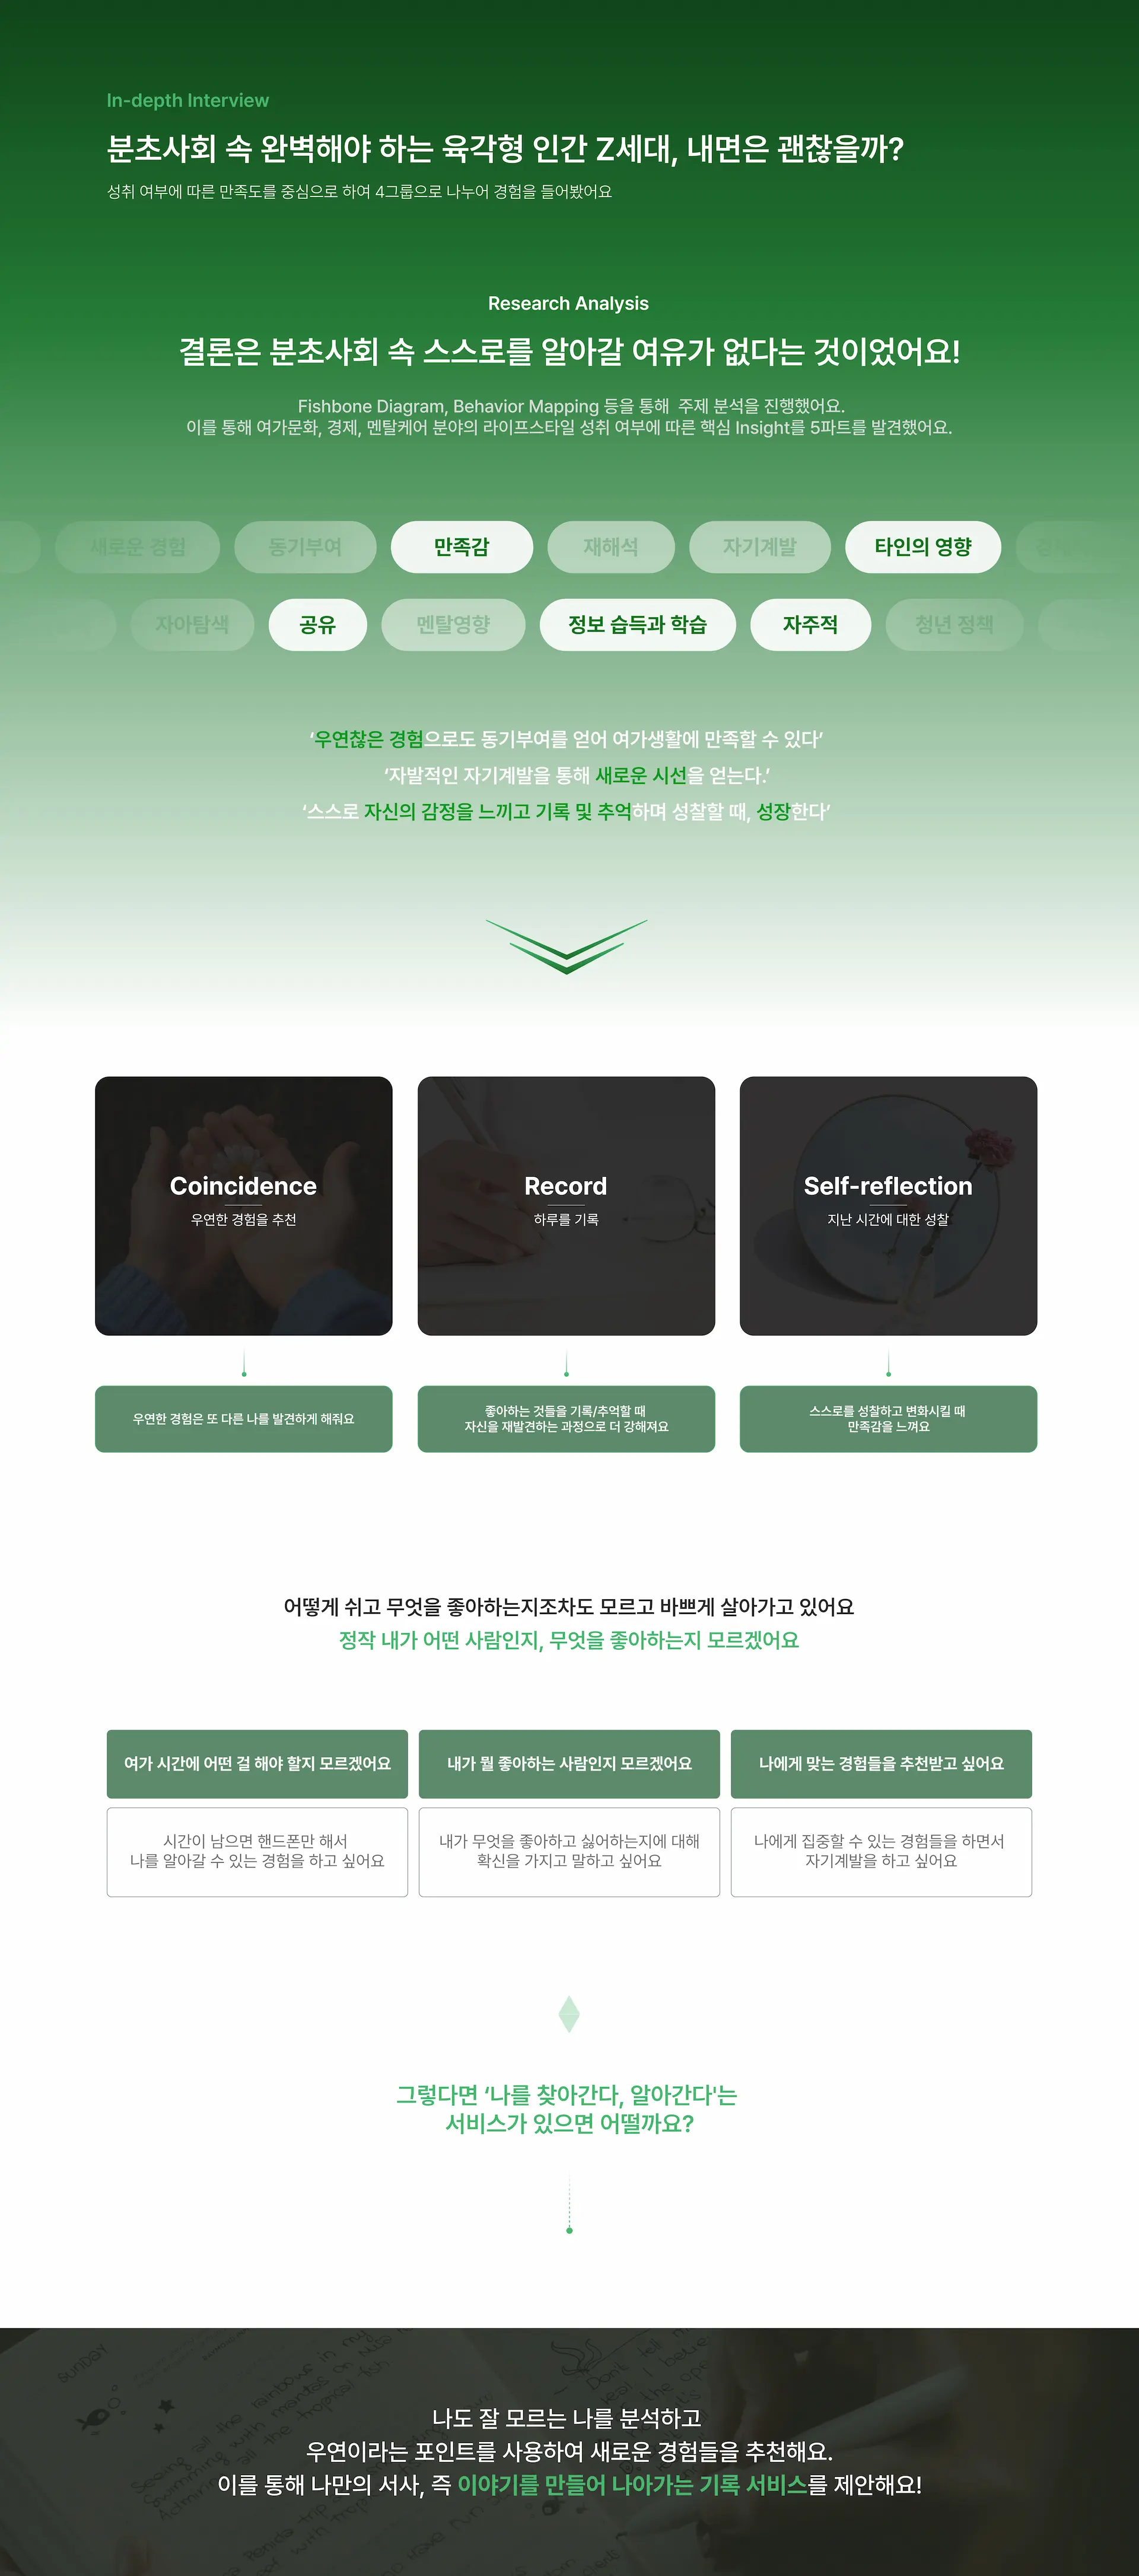 In-depth Interview
분초사회 속 완벽해야 하는 육각형 인간 Z세대, 내면은 괜찮을까?
성취 여부에 따른 만족도를 중심으로 하여 4그룹으로 나누어 경험을 들어봤어요
Research Analysis
결론은 분초사회 속 스스로를 알아갈 여유가 없다는 것이었어요!
Fishbone Diagram, Behavior Mapping 등을 통해 주제 분석을 진행했어요.
이를 통해 여가문화, 경제, 멘탈케어 분야의 라이프스타일 성취 여부에 따른 핵심 Insight를 5파트를 발견했어요.
새로운 경험 동기부여 만족감 재해석 자기계발 타인의 영향
자아탐색 공유 멘탈영향 정보 습득과 학습 자주적 청년 정책
‘우연찮은 경험으로도 동기부여를 얻어 여가생활에 만족할 수 있다’
‘자발적인 자기계발을 통해 새로운 시선을 얻는다.’
‘스스로 자신의 감정을 느끼고 기록 및 추억하며 성찰할 때, 성장한다’
Coincidence
우연한 경험을 추천
Record
하루를 기록
Self-reflection
지난 시간에 대한 성찰
우연한 경험은 또 다른 나를 발견하게 해줘요
좋아하는 것들을 기록/추억할 때
자신을 재발견하는 과정으로 더 강해져요
스스로를 성찰하고 변화시킬 때
만족감을 느껴요
어떻게 쉬고 무엇을 좋아하는지조차도 모르고 바쁘게 살아가고 있어요
정작 내가 어떤 사람인지, 무엇을 좋아하는지 모르겠어요
여가 시간에 어떤 걸 해야 할지 모르겠어요
시간이 남으면 핸드폰만 해서
나를 알아갈 수 있는 경험을 하고 싶어요
내가 뭘 좋아하는 사람인지 모르겠어요
내가 무엇을 좋아하고 싫어하는지에 대해
확신을 가지고 말하고 싶어요
나에게 맞는 경험들을 추천받고 싶어요
나에게 집중할 수 있는 경험들을 하면서
자기계발을 하고 싶어요
그렇다면 ‘나를 찾아간다, 알아간다'는
서비스가 있으면 어떨까요?
SUNDAY
나도 잘 모르는 나를 분석하고
우연이라는 포인트를 사용하여 새로운 경험들을 추천해요.
이를 통해 나만의 서사, 즉 이야기를 만들어 나아가는 기록 서비스를 제안해요!